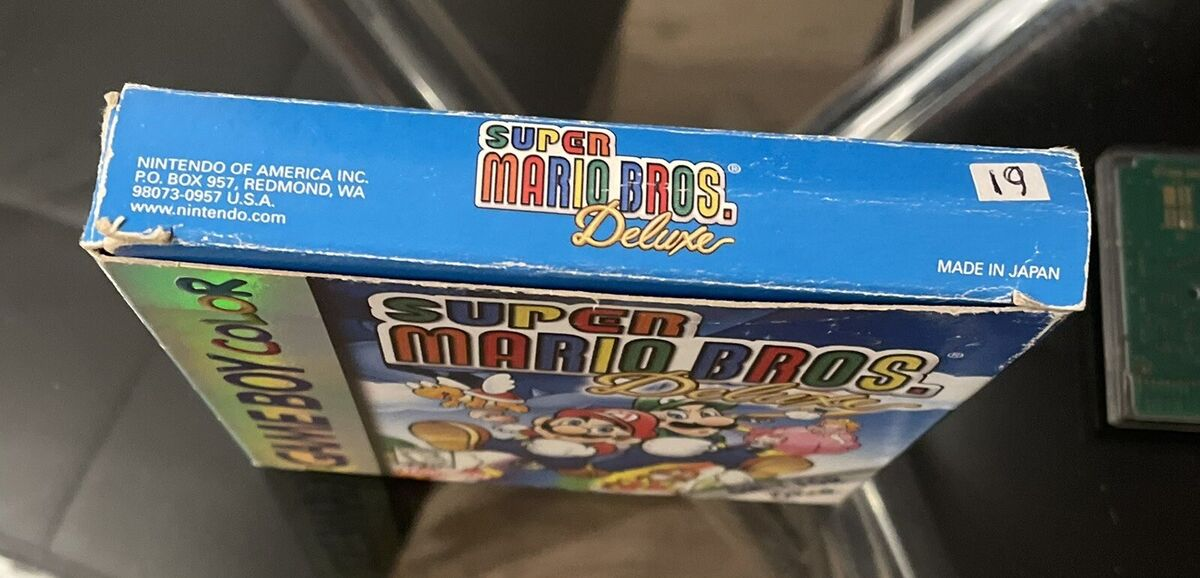 NINTENDO OF AMERICA INC.
P.O. BOX 957, REDMOND, WA
98073-0957 U.S.A.
www.nintendo.com
SUPER
MARIO BROS.®
Deluxe
19
MADE IN JAPAN
GAME BOY COLOR
SUPER
MARIO BROS.®
Deluxe